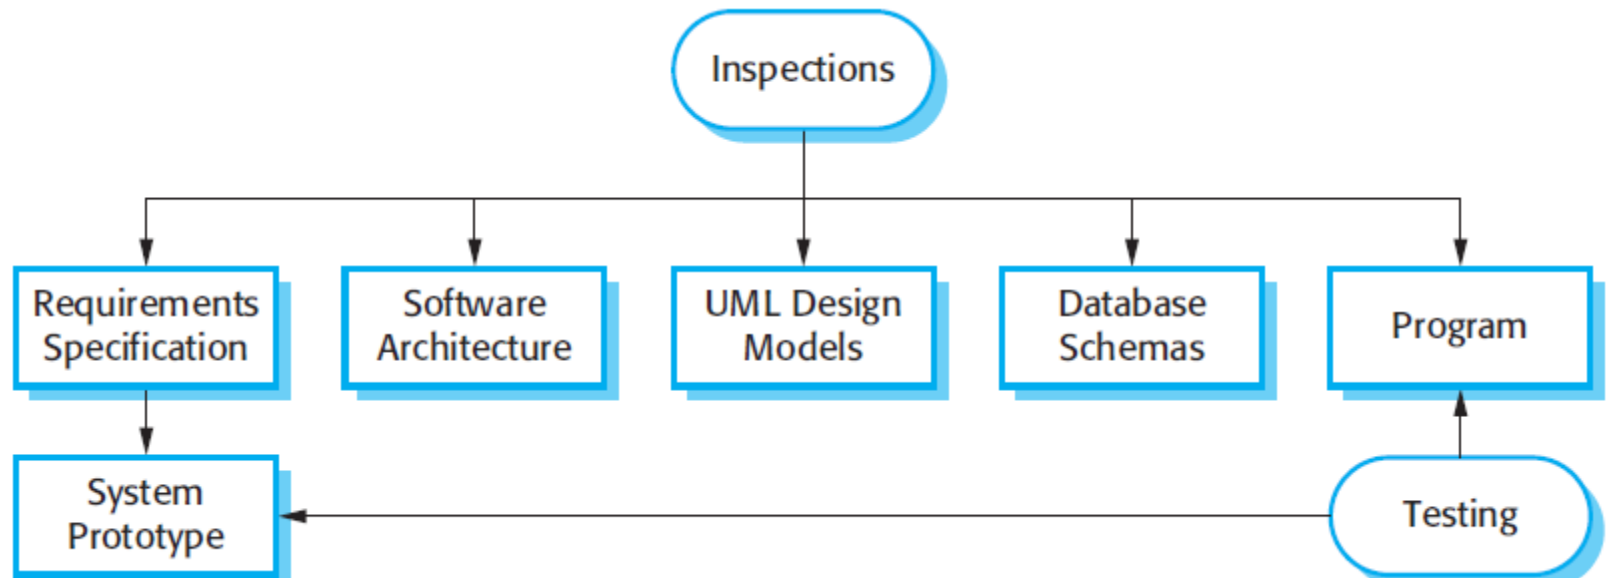 Inspections
Requirements
Specification
Software
Architecture
UML Design
Models
Database
Schemas
Program
System
Prototype
Testing